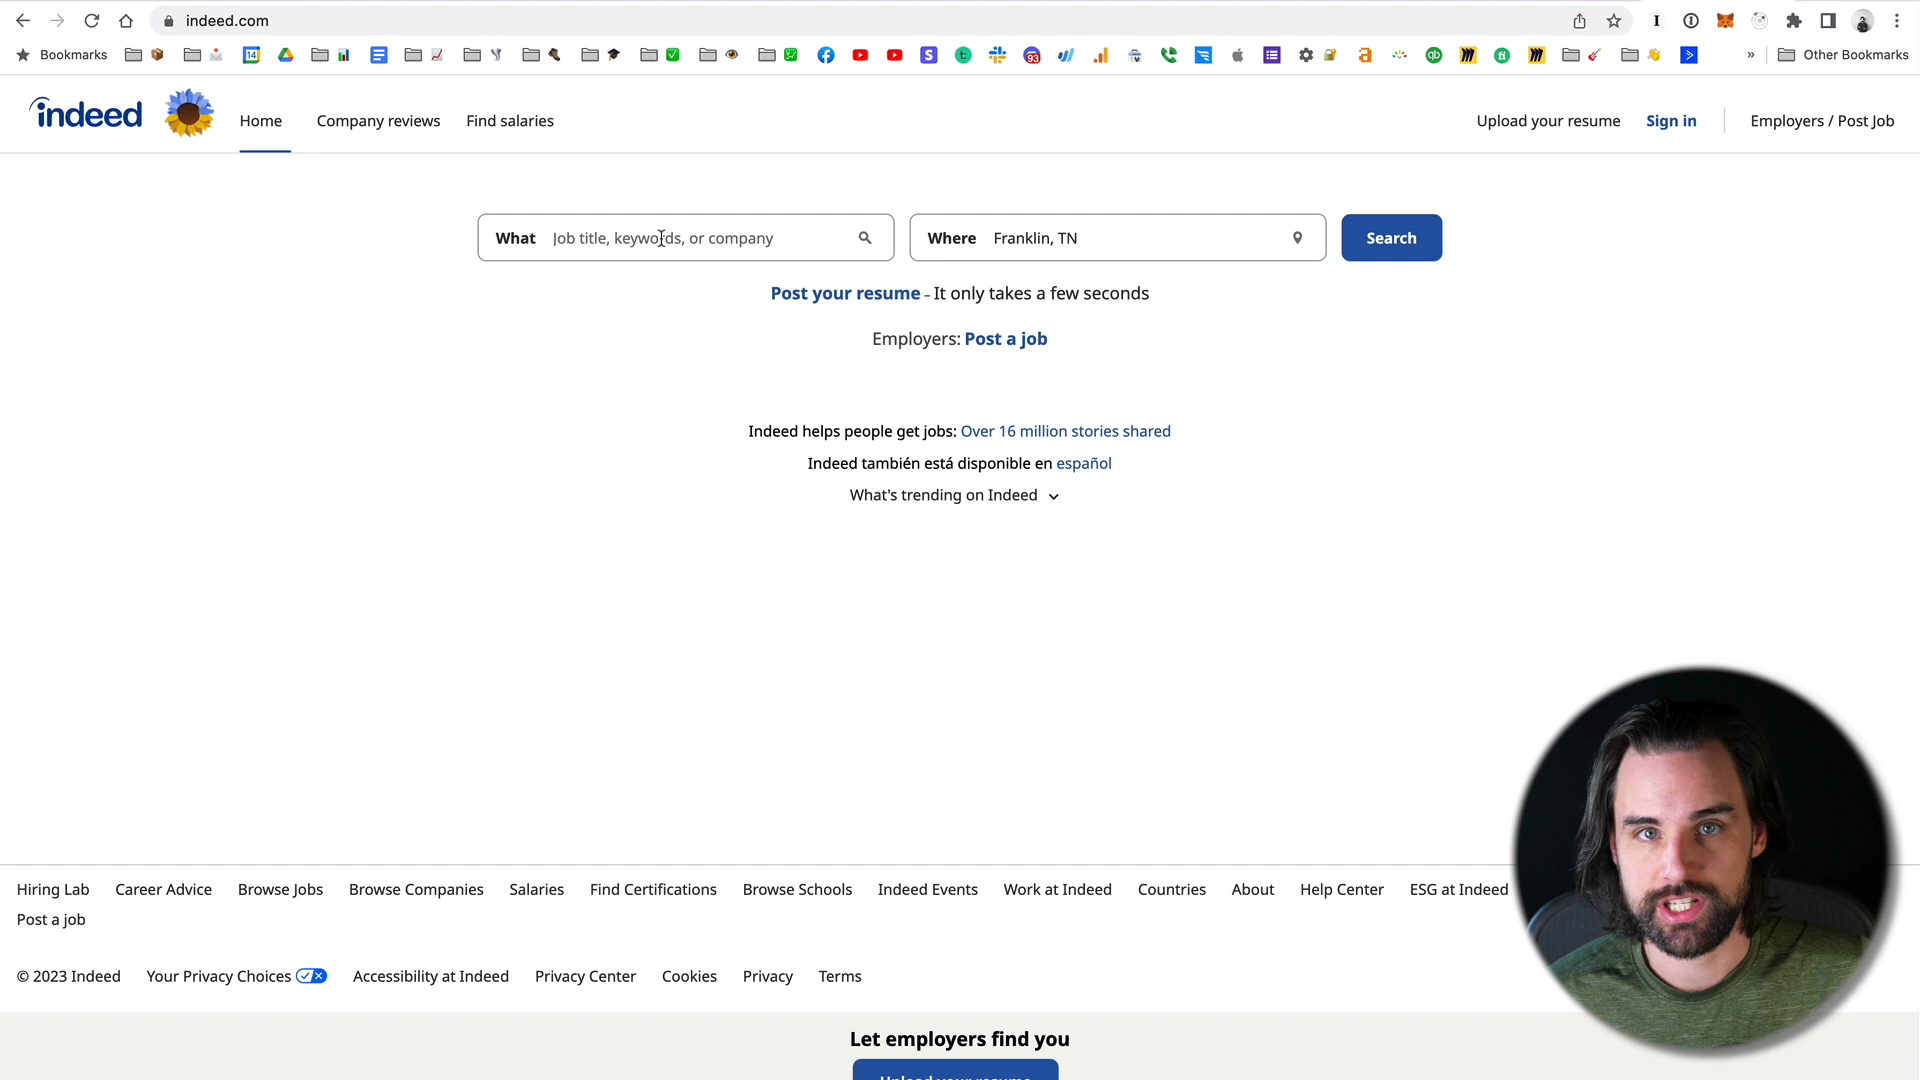 indeed.com
Bookmarks
14
93
Other Bookmarks
indeed
Home
Company reviews
Find salaries
Upload your resume
Sign in
Employers / Post Job
What Job title, keywords, or company
Where Franklin, TN
Search
Post your resume - It only takes a few seconds
Employers: Post a job
Indeed helps people get jobs: Over 16 million stories shared
Indeed también está disponible en español
What's trending on Indeed
Hiring Lab Career Advice Browse Jobs Browse Companies Salaries Find Certifications Browse Schools Indeed Events Work at Indeed Countries About Help Center ESG at Indeed
Post a job
© 2023 Indeed Your Privacy Choices Accessibility at Indeed Privacy Center Cookies Privacy Terms
Let employers find you
Upload your resume